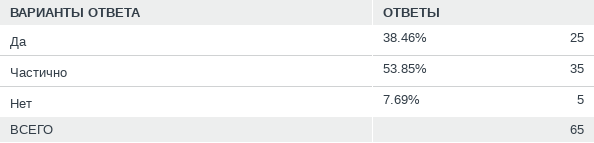 ВАРИАНТЫ ОТВЕТА ОТВЕТЫ
Да 38.46% 25
Частично 53.85% 35
Нет 7.69% 5
ВСЕГО 65